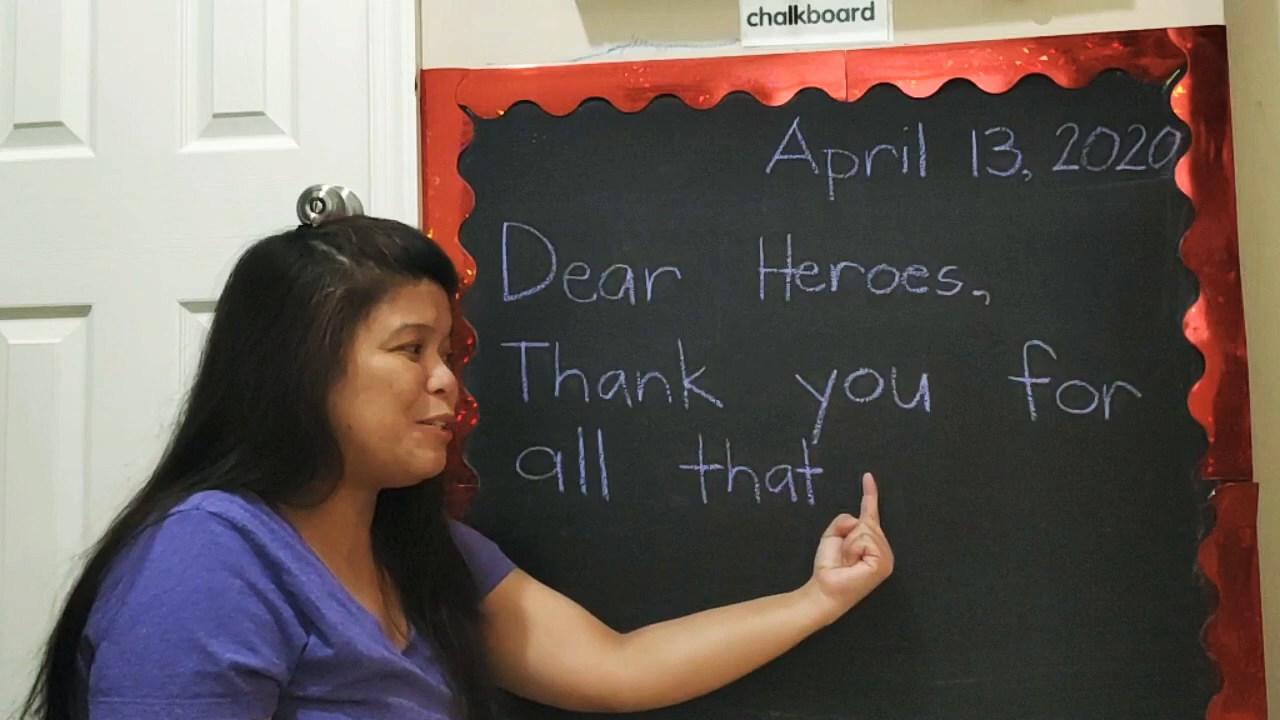 chalkboard
April 13, 2020
Dear Heroes,
Thank you for
all that